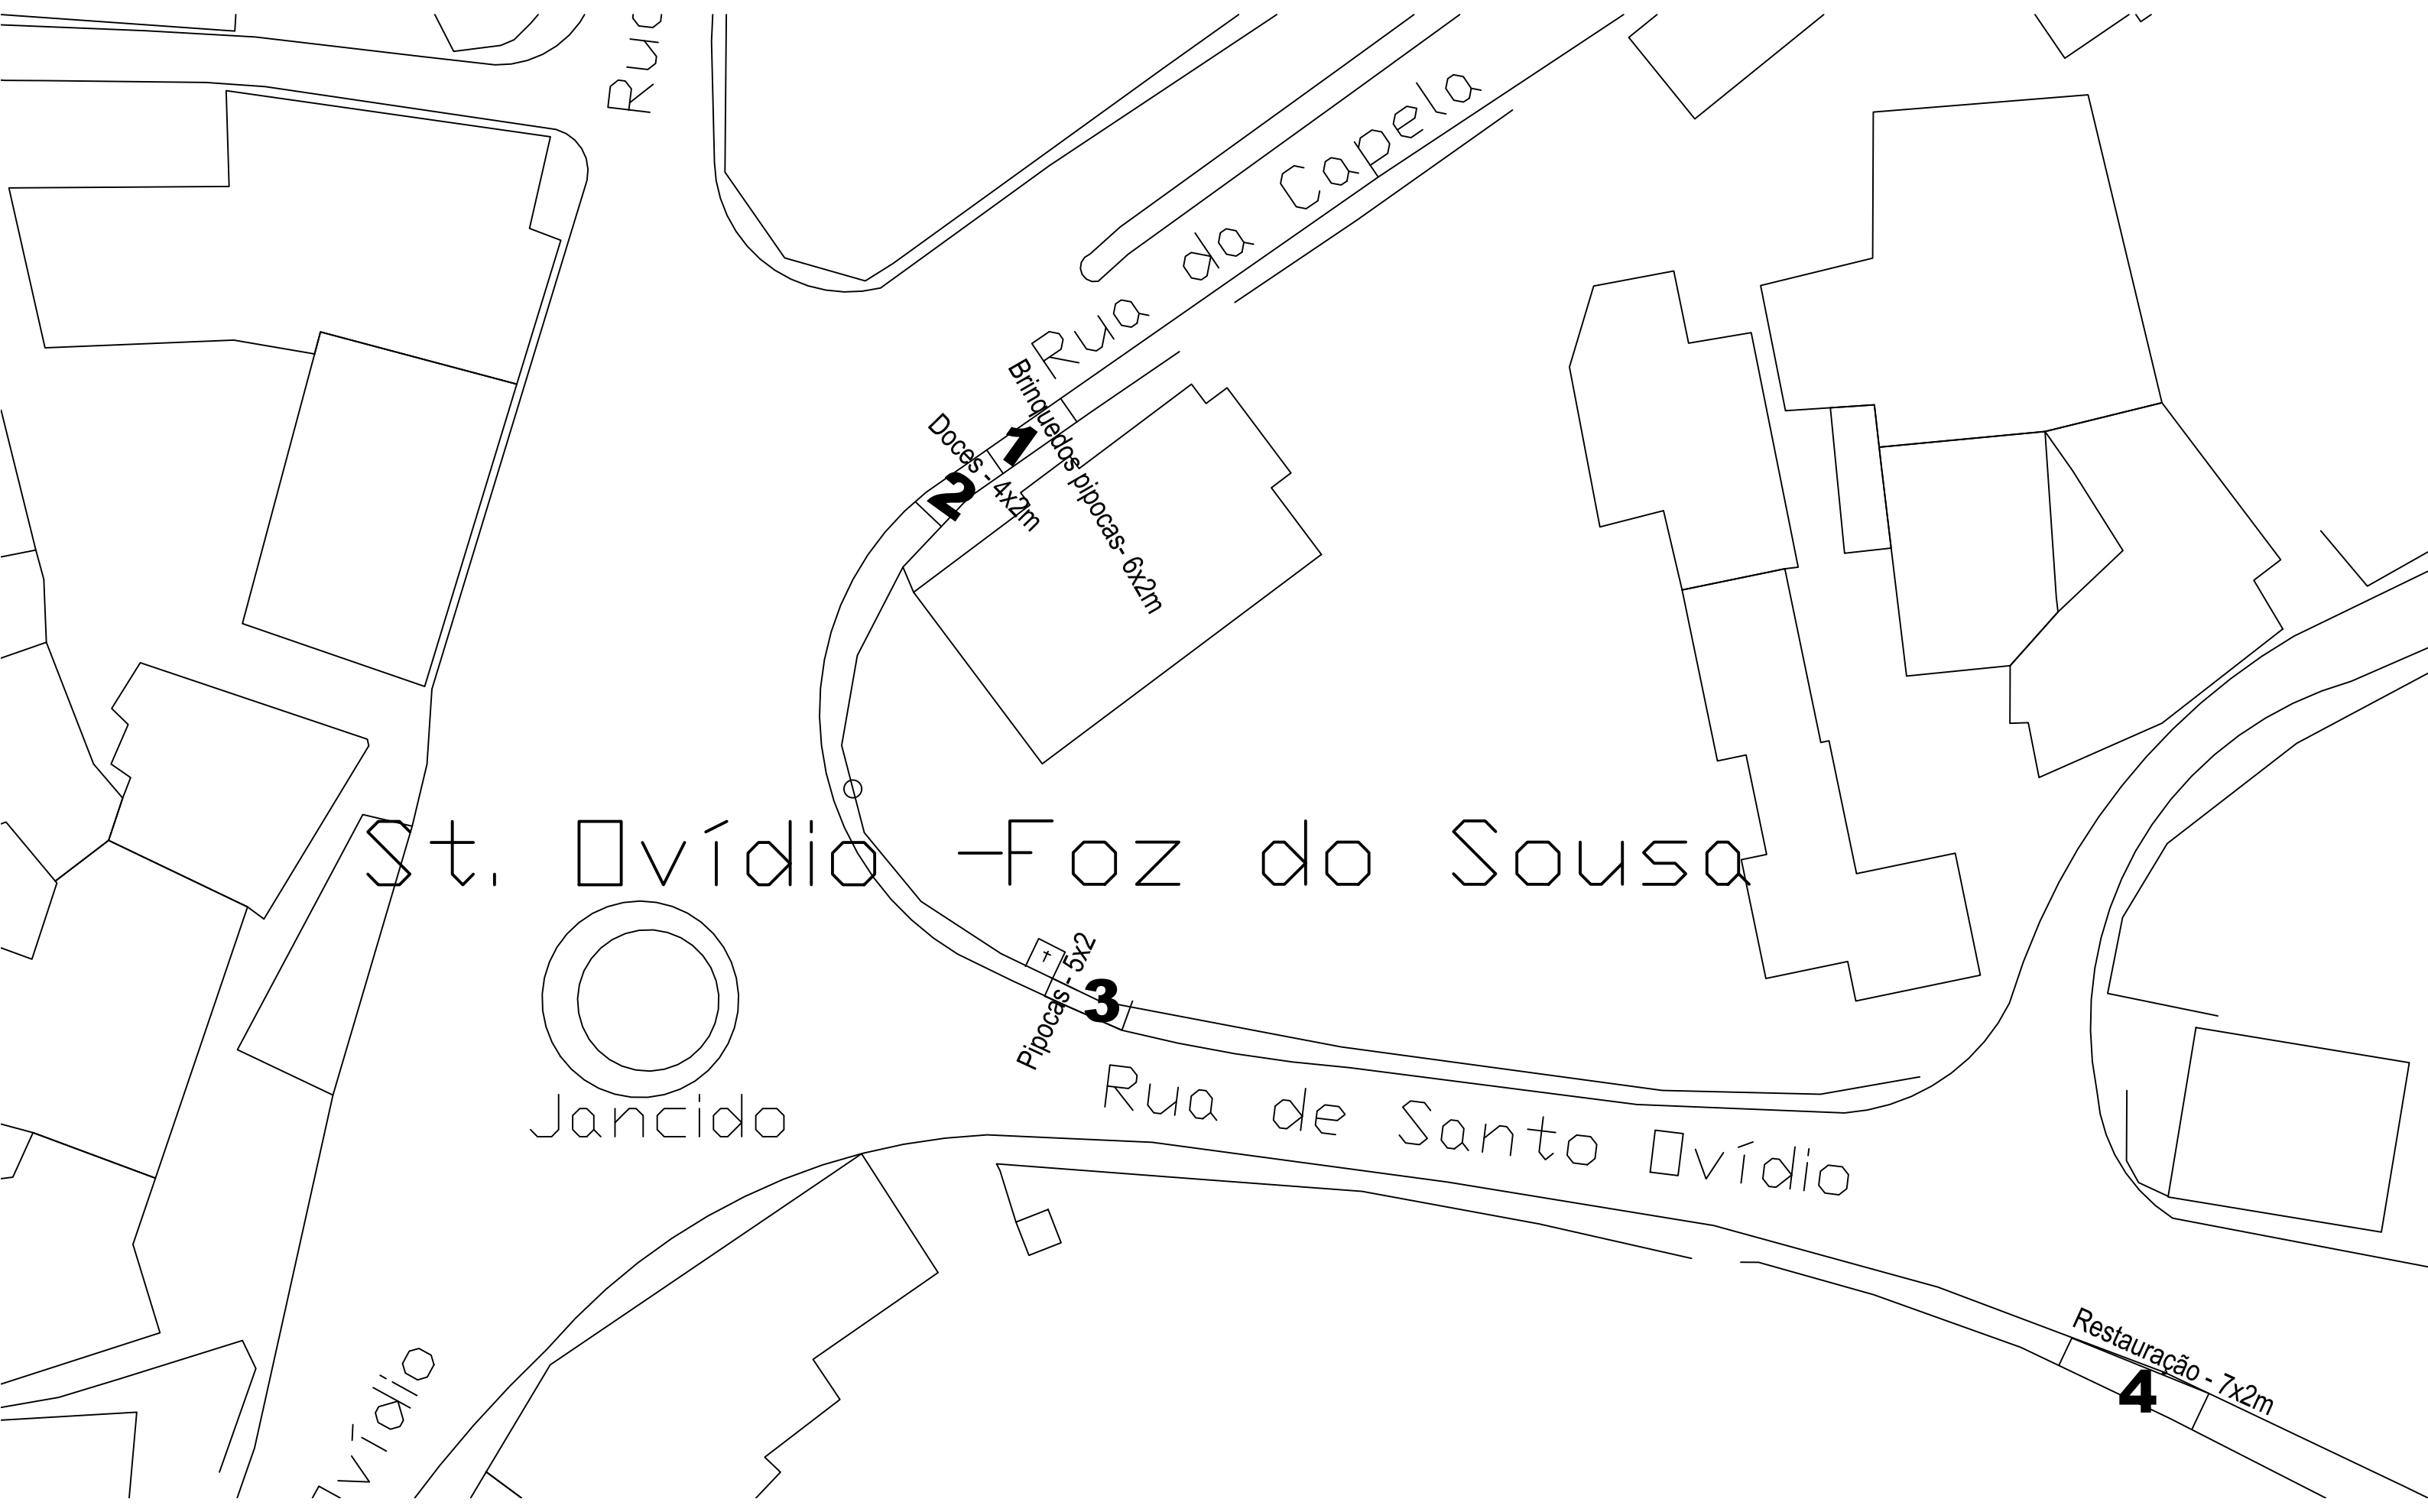 Rua
Rua da Capela
Brinquedos pipocas- 6x2m
1
Doces - 4x2m
2
St. Ovídio -Foz do Sousa
Pipocas - 5x2
3
Jancido
Rua de Santo Ovídio
Restauração - 7x2m
4
Ovídio